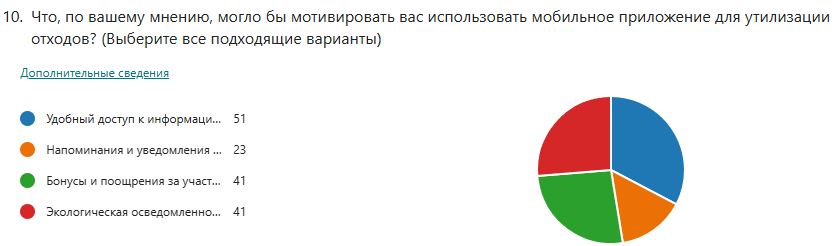 10. Что, по вашему мнению, могло бы мотивировать вас использовать мобильное приложение для утилизации
отходов? (Выберите все подходящие варианты)
Дополнительные сведения
Удобный доступ к информаци... 51
Напоминания и уведомления ... 23
Бонусы и поощрения за участ... 41
Экологическая осведомленно... 41